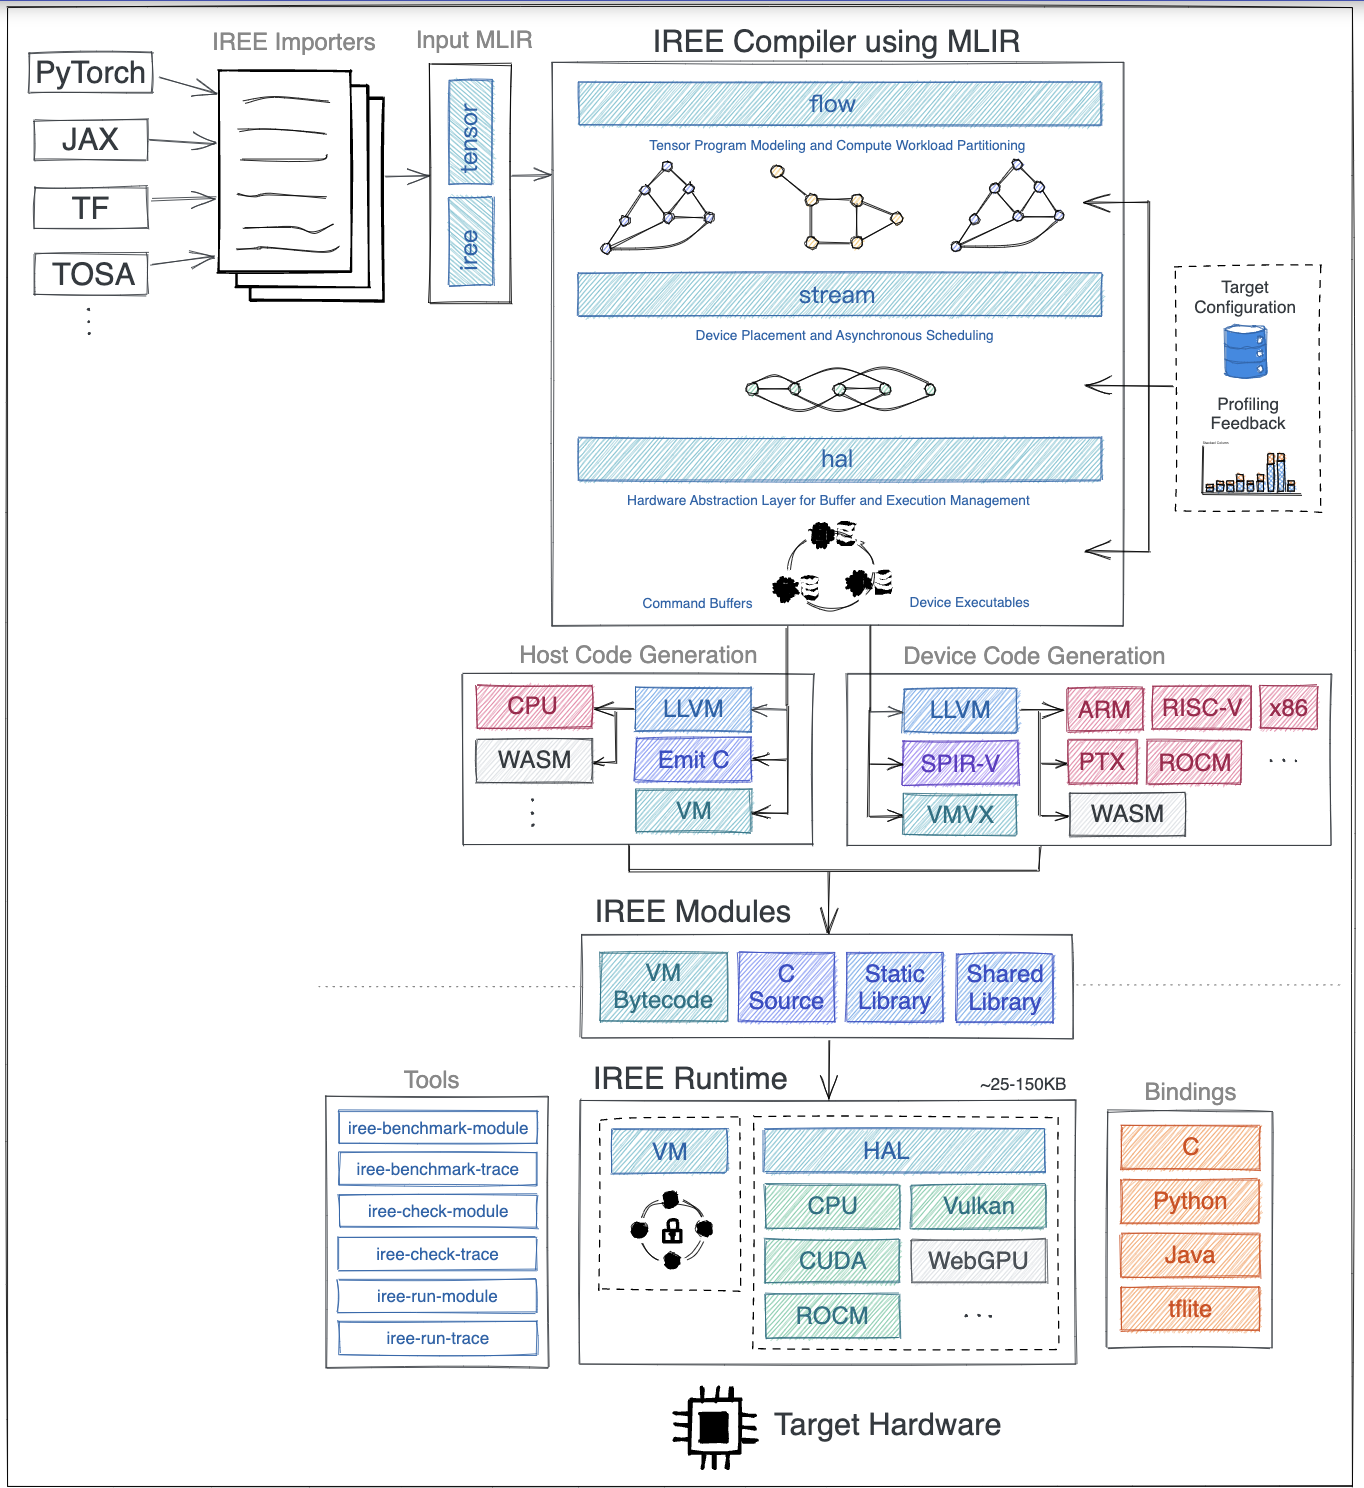 IREE Importers
Input MLIR
IREE Compiler using MLIR
PyTorch
JAX
TF
TOSA
tensor
iree
flow
Tensor Program Modeling and Compute Workload Partitioning
stream
Device Placement and Asynchronous Scheduling
hal
Hardware Abstraction Layer for Buffer and Execution Management
Command Buffers
Device Executables
Target
Configuration
Profiling
Feedback
Stacked Column
Host Code Generation
CPU
LLVM
WASM
Emit C
VM
Device Code Generation
LLVM
ARM
RISC-V
x86
SPIR-V
PTX
ROCM
...
VMVX
WASM
IREE Modules
VM
Bytecode
C
Source
Static
Library
Shared
Library
Tools
iree-benchmark-module
iree-benchmark-trace
iree-check-module
iree-check-trace
iree-run-module
iree-run-trace
IREE Runtime
~25-150KB
VM
HAL
CPU
Vulkan
CUDA
WebGPU
ROCM
...
Bindings
C
Python
Java
tflite
Target Hardware